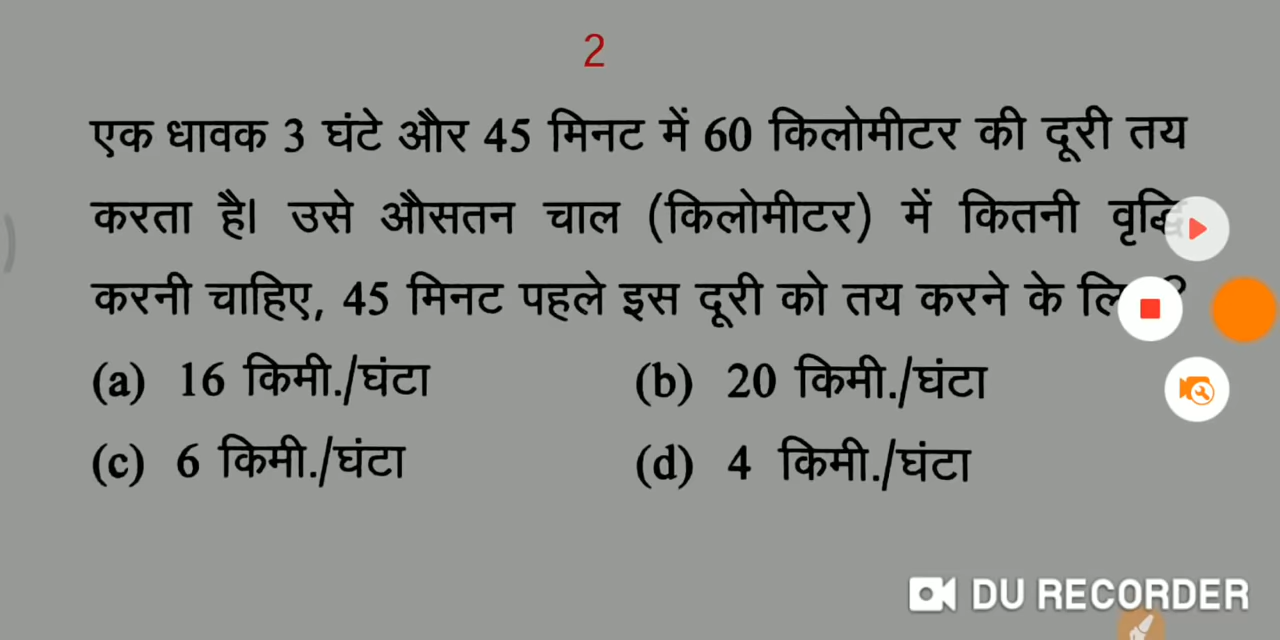 2
एक धावक 3 घंटे और 45 मिनट में 60 किलोमीटर की दूरी तय
करता है। उसे औसतन चाल (किलोमीटर) में कितनी
करनी चाहिए, 45 मिनट पहले इस दूरी को तय करने के
(a) 16 किमी./घंटा (b) 20 किमी./घंटा
(c) 6 किमी./घंटा (d) 4 किमी./घंटा
DU RECORDER